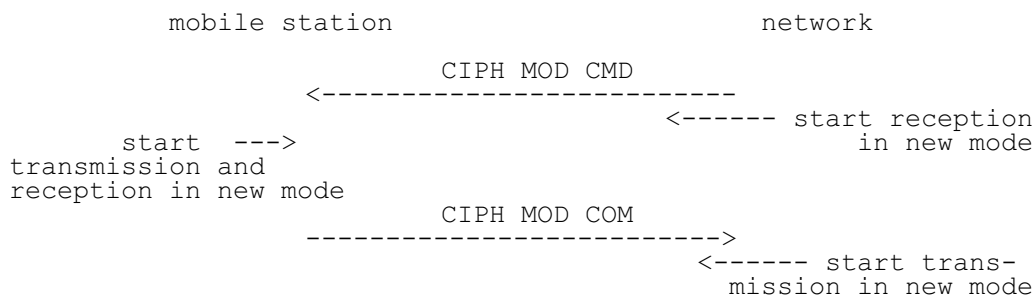 mobile station network
CIPH MOD CMD
<--------------------------
<------ start reception
start ---> in new mode
transmission and
reception in new mode
CIPH MOD COM
-------------------------->
<------ start trans-
mission in new mode